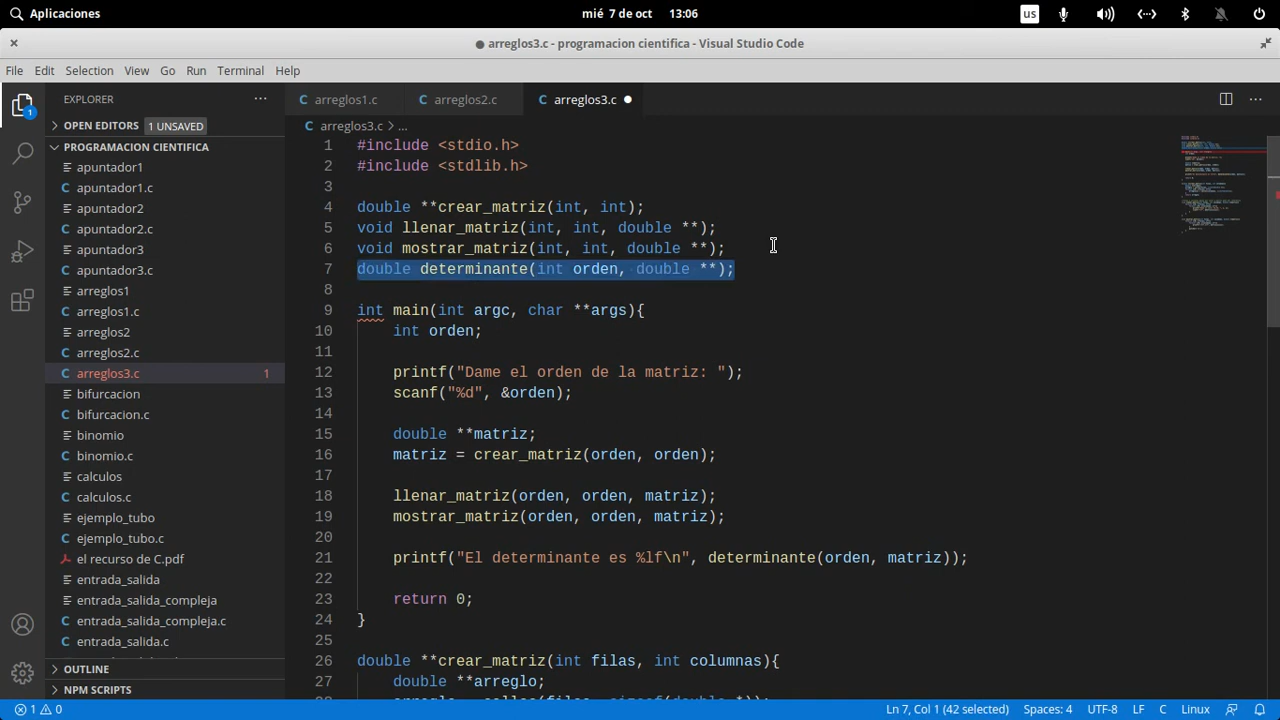 Aplicaciones
mié 7 de oct 13:06
us
● arreglos3.c - programacion cientifica - Visual Studio Code
File Edit Selection View Go Run Terminal Help
EXPLORER
OPEN EDITORS 1 UNSAVED
PROGRAMACION CIENTIFICA
apuntador1
apuntador1.c
apuntador2
apuntador2.c
apuntador3
apuntador3.c
arreglos1
arreglos1.c
arreglos2
arreglos2.c
arreglos3.c 1
bifurcacion
bifurcacion.c
binomio
binomio.c
calculos
calculos.c
ejemplo_tubo
ejemplo_tubo.c
el recurso de C.pdf
entrada_salida
entrada_salida_compleja
entrada_salida_compleja.c
entrada_salida.c
OUTLINE
NPM SCRIPTS
1
arreglos1.c arreglos2.c arreglos3.c ●
arreglos3.c > ...
1 #include <stdio.h>
2 #include <stdlib.h>
3
4 double **crear_matriz(int, int);
5 void llenar_matriz(int, int, double **);
6 void mostrar_matriz(int, int, double **);
7 double determinante(int orden, double **);
8
9 int main(int argc, char **args){
10 int orden;
11
12 printf("Dame el orden de la matriz: ");
13 scanf("%d", &orden);
14
15 double **matriz;
16 matriz = crear_matriz(orden, orden);
17
18 llenar_matriz(orden, orden, matriz);
19 mostrar_matriz(orden, orden, matriz);
20
21 printf("El determinante es %lf\n", determinante(orden, matriz));
22
23 return 0;
24 }
25
26 double **crear_matriz(int filas, int columnas){
27 double **arreglo;
1 0 Ln 7, Col 1 (42 selected) Spaces: 4 UTF-8 LF C Linux